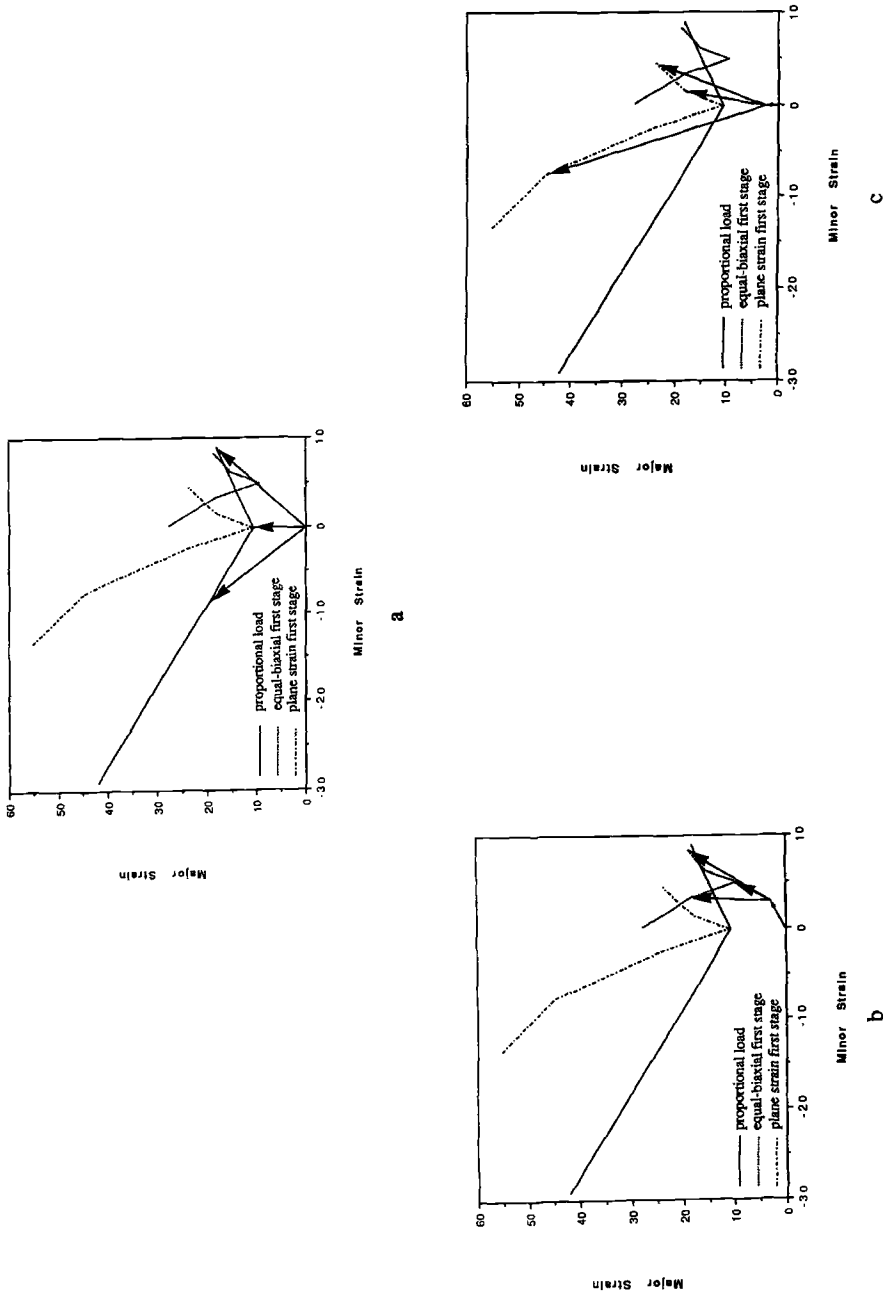 60
50
40
30
20
10
0
-30
-20
-10
0
10
Major Strain
Minor Strain
proportional load
equal-biaxial first stage
plane strain first stage
a
60
50
40
30
20
10
0
-30
-20
-10
0
10
Major Strain
Minor Strain
proportional load
equal-biaxial first stage
plane strain first stage
b
60
50
40
30
20
10
0
-30
-20
-10
0
10
Major Strain
Minor Strain
proportional load
equal-biaxial first stage
plane strain first stage
c